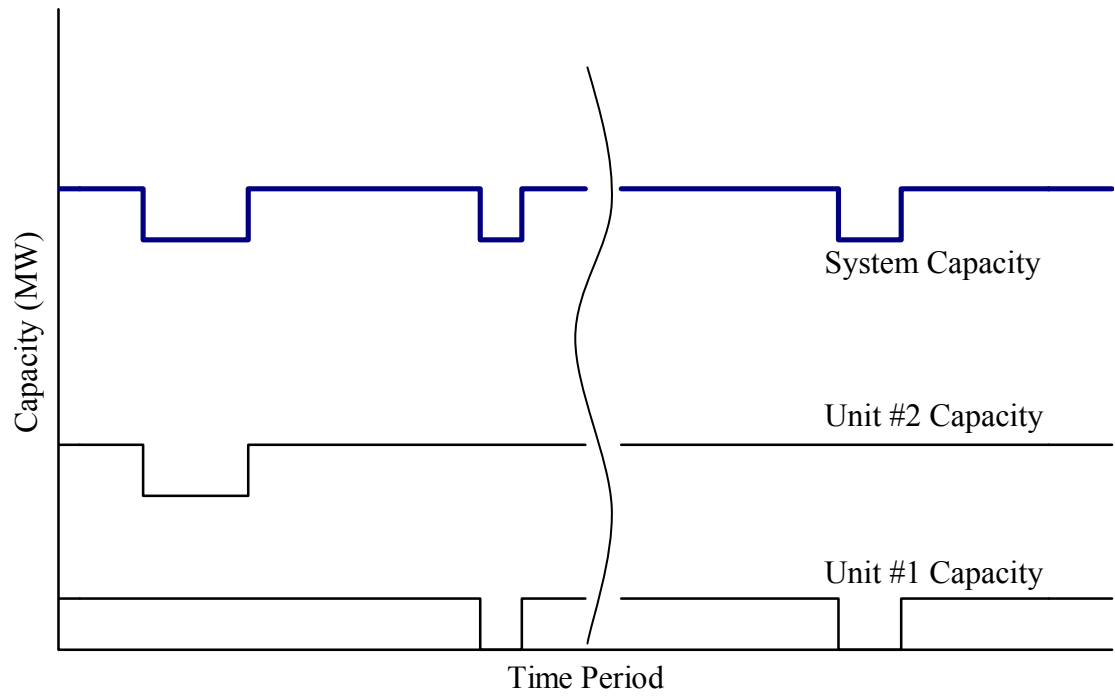 Capacity (MW)
System Capacity
Unit #2 Capacity
Unit #1 Capacity
Time Period